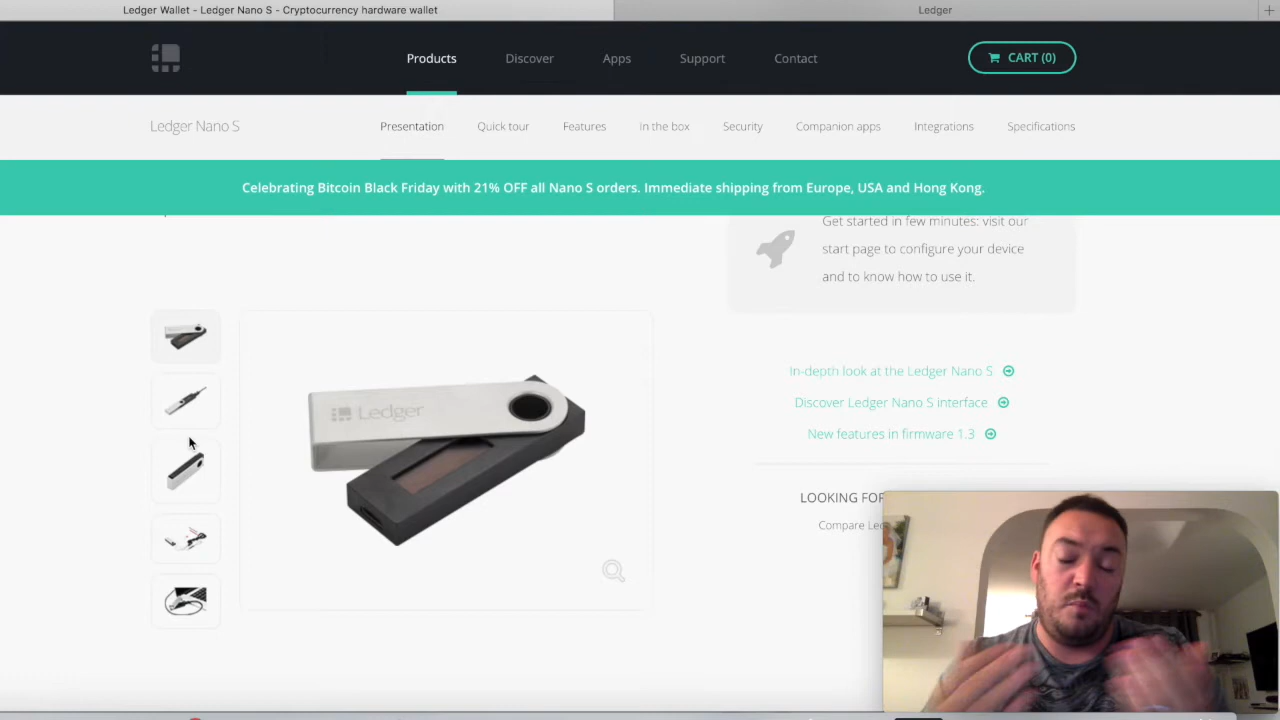 Ledger Wallet - Ledger Nano S - Cryptocurrency hardware wallet
Ledger
Products
Discover
Apps
Support
Contact
CART (0)
Ledger Nano S
Presentation
Quick tour
Features
In the box
Security
Companion apps
Integrations
Specifications
Celebrating Bitcoin Black Friday with 21% OFF all Nano S orders. Immediate shipping from Europe, USA and Hong Kong.
Get started in few minutes: visit our
start page to configure your device
and to know how to use it.
Ledger
In-depth look at the Ledger Nano S
Discover Ledger Nano S interface
New features in firmware 1.3
LOOKING FOR
Compare